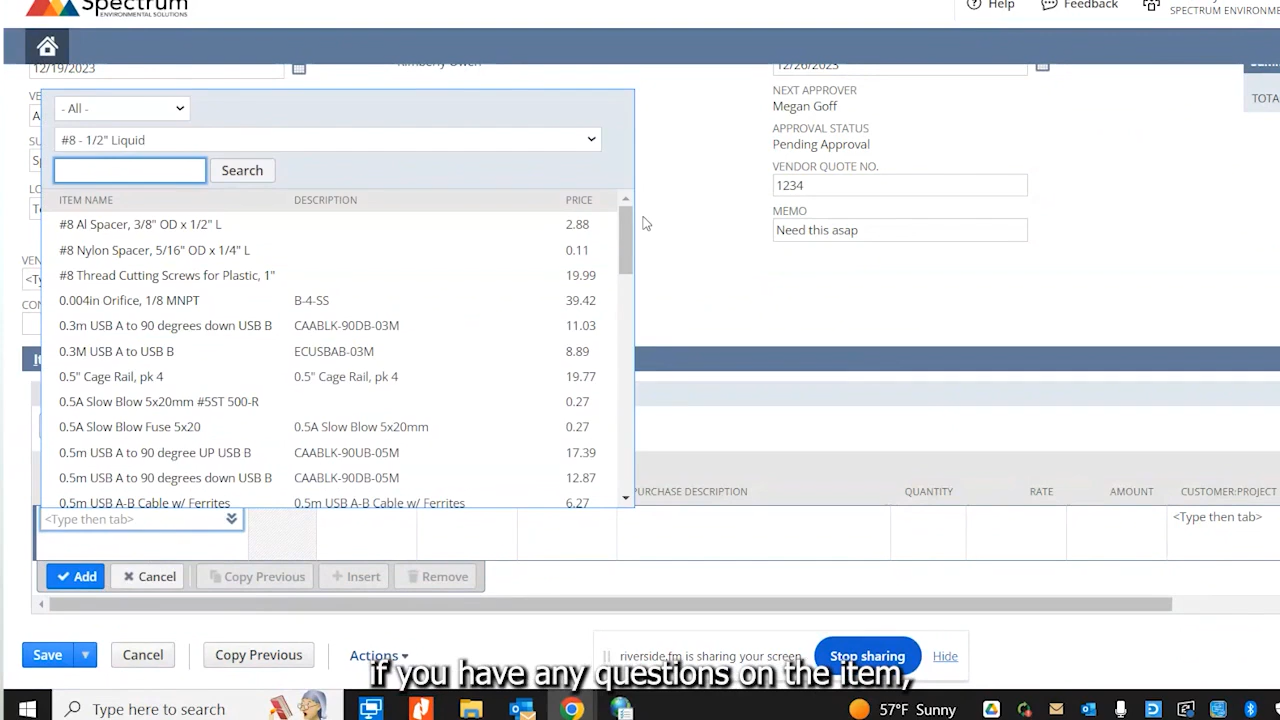 Spectrum
ENVIRONMENTAL SOLUTIONS
Help
Feedback
12/19/2023
Kimberly Owen
12/26/2023
NEXT APPROVER
Megan Goff
APPROVAL STATUS
Pending Approval
VENDOR QUOTE NO.
1234
MEMO
Need this asap
- All -
#8 - 1/2" Liquid
Search
ITEM NAME DESCRIPTION PRICE
#8 Al Spacer, 3/8" OD x 1/2" L 2.88
#8 Nylon Spacer, 5/16" OD x 1/4" L 0.11
#8 Thread Cutting Screws for Plastic, 1" 19.99
0.004in Orifice, 1/8 MNPT B-4-SS 39.42
0.3m USB A to 90 degrees down USB B CAABLK-90DB-03M 11.03
0.3M USB A to USB B ECUSBAB-03M 8.89
0.5" Cage Rail, pk 4 0.5" Cage Rail, pk 4 19.77
0.5A Slow Blow 5x20mm #5ST 500-R 0.27
0.5A Slow Blow Fuse 5x20 0.5A Slow Blow 5x20mm 0.27
0.5m USB A to 90 degree UP USB B CAABLK-90UB-05M 17.39
0.5m USB A to 90 degrees down USB B CAABLK-90DB-05M 12.87
0.5m USB A-B Cable w/ Ferrites 0.5m USB A-B Cable w/ Ferrites 6.27
PURCHASE DESCRIPTION QUANTITY RATE AMOUNT CUSTOMER:PROJECT
<Type then tab> <Type then tab>
Add Cancel Copy Previous Insert Remove
Save Cancel Copy Previous Actions
riverside.fm is sharing your screen. Stop sharing Hide
if you have any questions on the item,
Type here to search 57°F Sunny